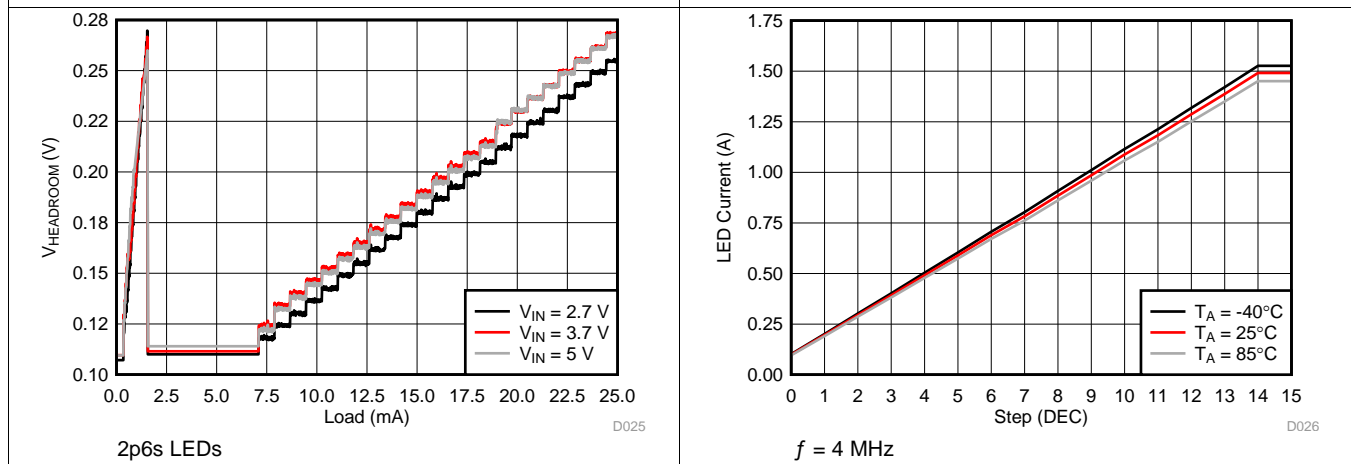 0.28
0.25
0.22
0.20
0.18
0.15
0.12
0.10
VHEADROOM (V)
VIN = 2.7 V
VIN = 3.7 V
VIN = 5 V
0.0 2.5 5.0 7.5 10.0 12.5 15.0 17.5 20.0 22.5 25.0
Load (mA)
D025
2p6s LEDs
1.75
1.50
1.25
1.00
0.75
0.50
0.25
0.00
LED Current (A)
TA = -40°C
TA = 25°C
TA = 85°C
0 1 2 3 4 5 6 7 8 9 10 11 12 13 14 15
Step (DEC)
D026
ƒ = 4 MHz